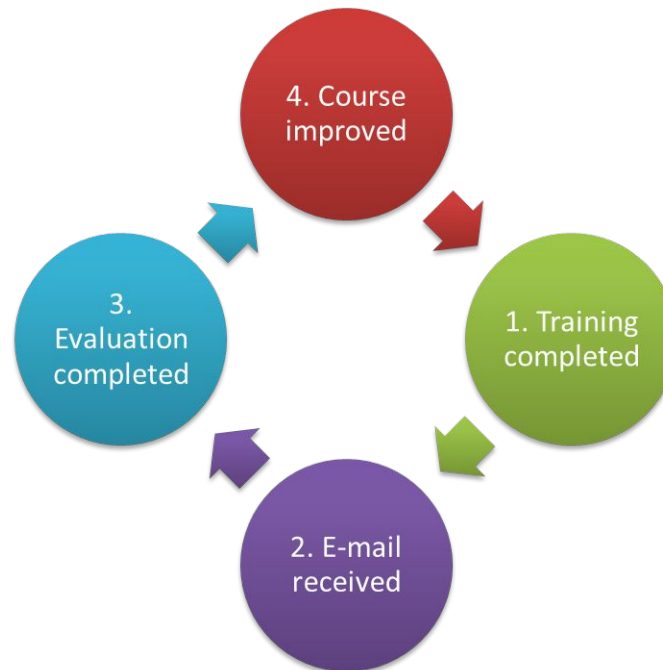 4. Course
improved
1. Training
completed
2. E-mail
received
3.
Evaluation
completed